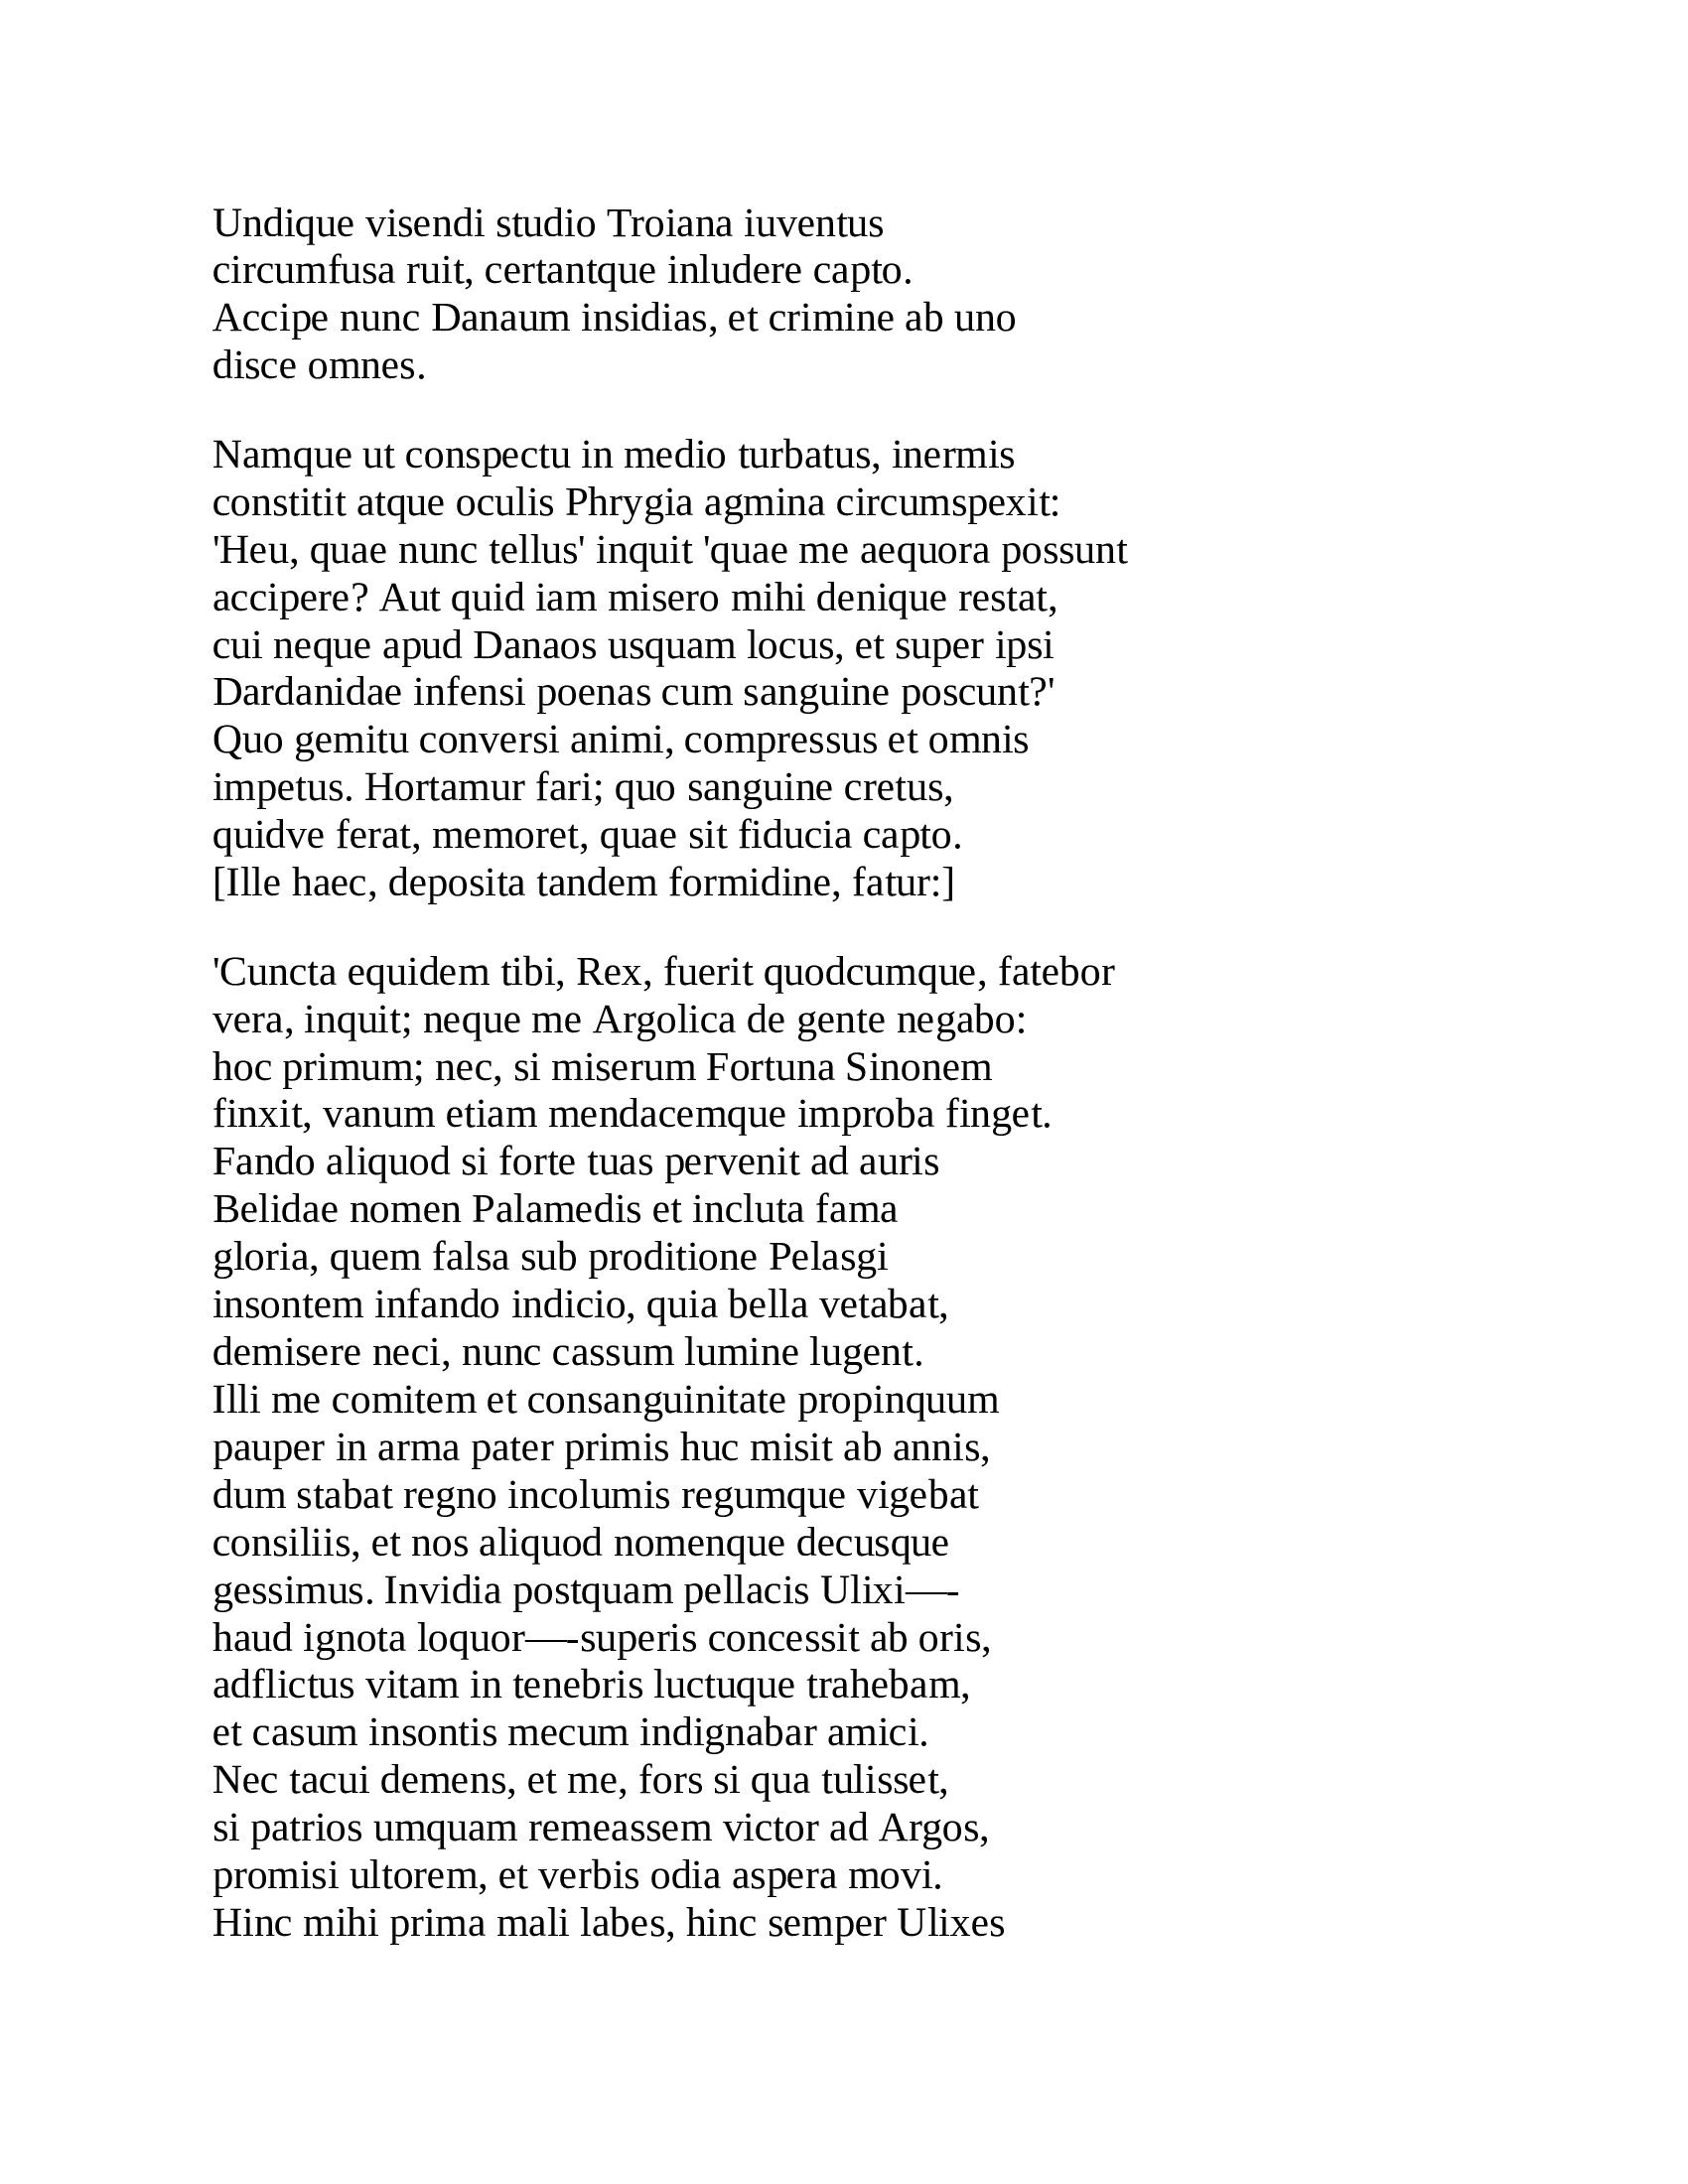 Undique visendi studio Troiana iuventus
circumfusa ruit, certantque inludere capto.
Accipe nunc Danaum insidias, et crimine ab uno
disce omnes.
Namque ut conspectu in medio turbatus, inermis
constitit atque oculis Phrygia agmina circumspexit:
'Heu, quae nunc tellus' inquit 'quae me aequora possunt
accipere? Aut quid iam misero mihi denique restat,
cui neque apud Danaos usquam locus, et super ipsi
Dardanidae infensi poenas cum sanguine poscunt?'
Quo gemitu conversi animi, compressus et omnis
impetus. Hortamur fari; quo sanguine cretus,
quidve ferat, memoret, quae sit fiducia capto.
[Ille haec, deposita tandem formidine, fatur:]
'Cuncta equidem tibi, Rex, fuerit quodcumque, fatebor
vera, inquit; neque me Argolica de gente negabo:
hoc primum; nec, si miserum Fortuna Sinonem
finxit, vanum etiam mendacemque improba finget.
Fando aliquod si forte tuas pervenit ad auris
Belidae nomen Palamedis et incluta fama
gloria, quem falsa sub proditione Pelasgi
insontem infando indicio, quia bella vetabat,
demisere neci, nunc cassum lumine lugent.
Illi me comitem et consanguinitate propinquum
pauper in arma pater primis huc misit ab annis,
dum stabat regno incolumis regumque vigebat
consiliis, et nos aliquod nomenque decusque
gessimus. Invidia postquam pellacis Ulixi—-
haud ignota loquor—-superis concessit ab oris,
adflictus vitam in tenebris luctuque trahebam,
et casum insontis mecum indignabar amici.
Nec tacui demens, et me, fors si qua tulisset,
si patrios umquam remeassem victor ad Argos,
promisi ultorem, et verbis odia aspera movi.
Hinc mihi prima mali labes, hinc semper Ulixes